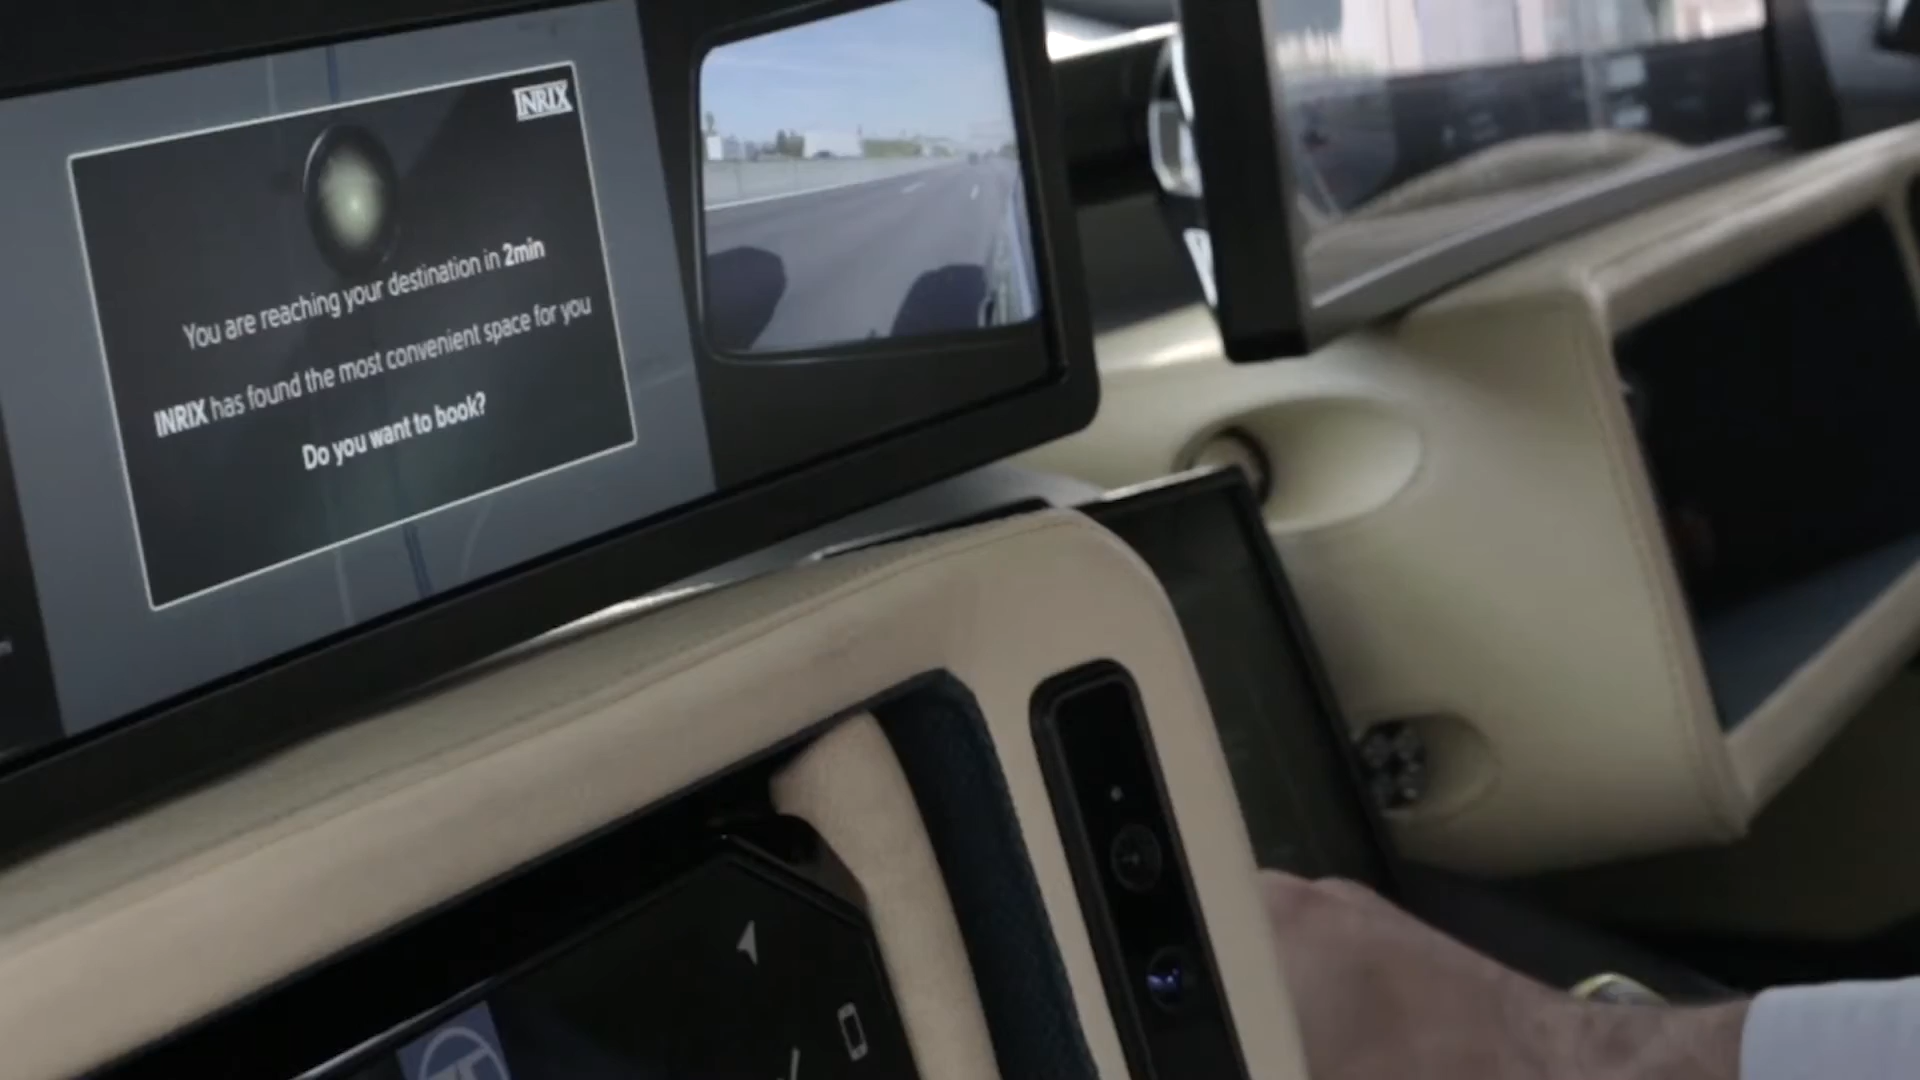 INRIX
You are reaching your destination in 2min
INRIX has found the most convenient space for you
Do you want to book?